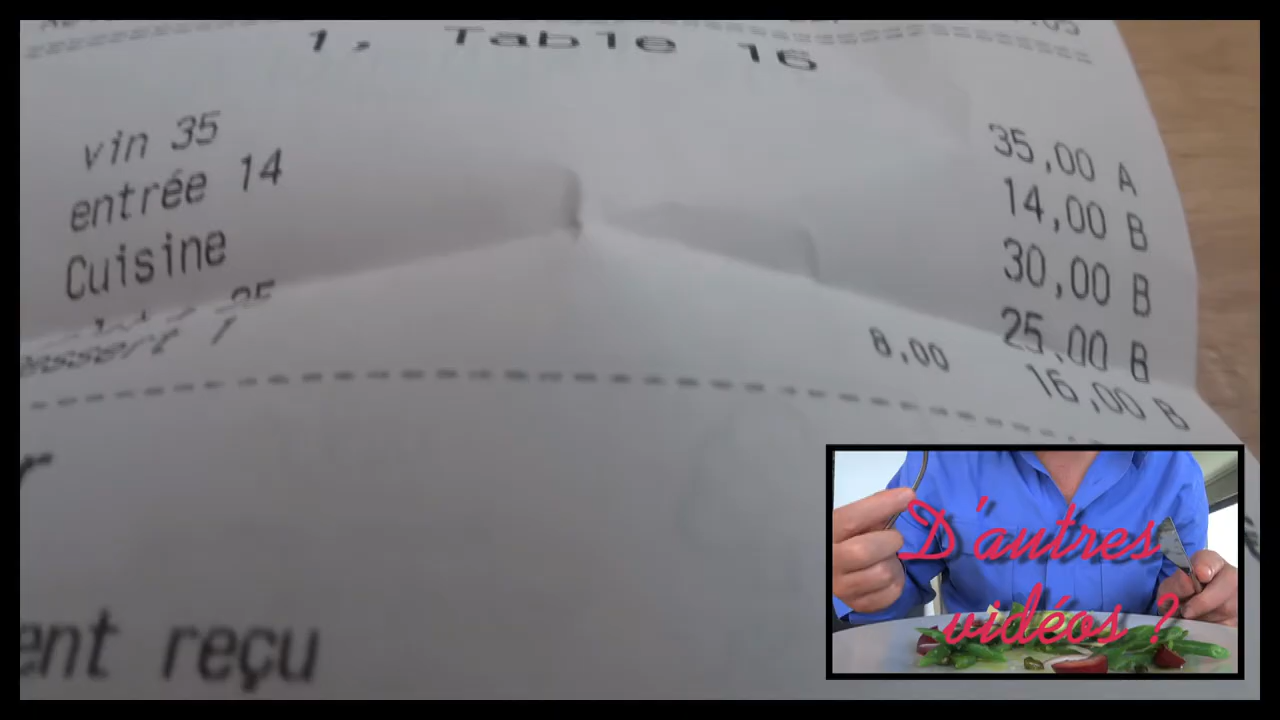 1, Table 16
vin 35 35,00 A
entrée 14 14,00 B
Cuisine 30,00 B
25 25,00 B
8,00 16,00 B
reçu
D'autres
vidéos ?